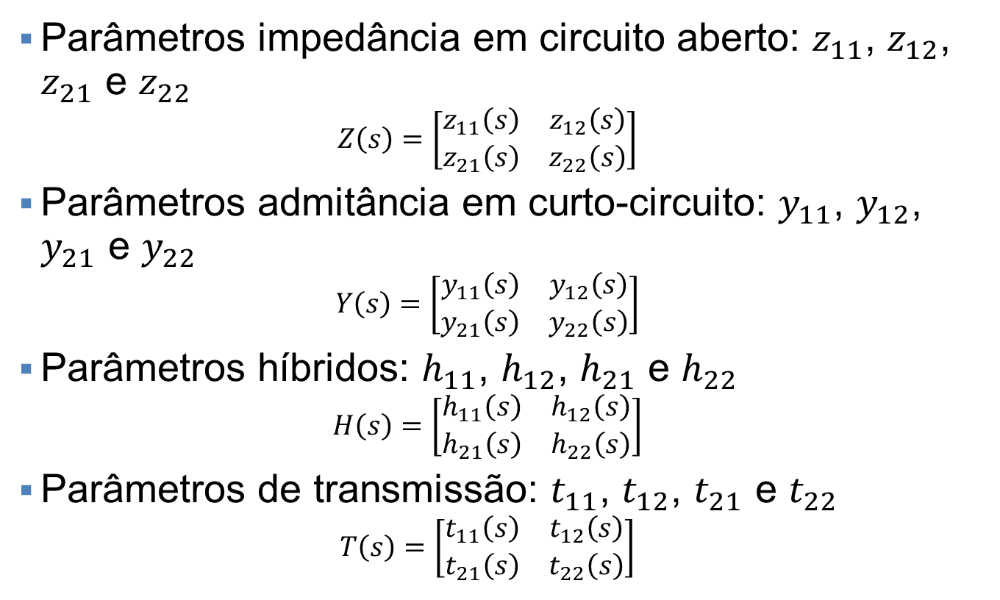 ▪ Parâmetros impedância em circuito aberto: $z_{11}$, $z_{12}$,
$z_{21}$ e $z_{22}$
$Z(s) = \begin{bmatrix} z_{11}(s) & z_{12}(s) \\ z_{21}(s) & z_{22}(s) \end{bmatrix}$
▪ Parâmetros admitância em curto-circuito: $y_{11}$, $y_{12}$,
$y_{21}$ e $y_{22}$
$Y(s) = \begin{bmatrix} y_{11}(s) & y_{12}(s) \\ y_{21}(s) & y_{22}(s) \end{bmatrix}$
▪ Parâmetros híbridos: $h_{11}$, $h_{12}$, $h_{21}$ e $h_{22}$
$H(s) = \begin{bmatrix} h_{11}(s) & h_{12}(s) \\ h_{21}(s) & h_{22}(s) \end{bmatrix}$
▪ Parâmetros de transmissão: $t_{11}$, $t_{12}$, $t_{21}$ e $t_{22}$
$T(s) = \begin{bmatrix} t_{11}(s) & t_{12}(s) \\ t_{21}(s) & t_{22}(s) \end{bmatrix}$